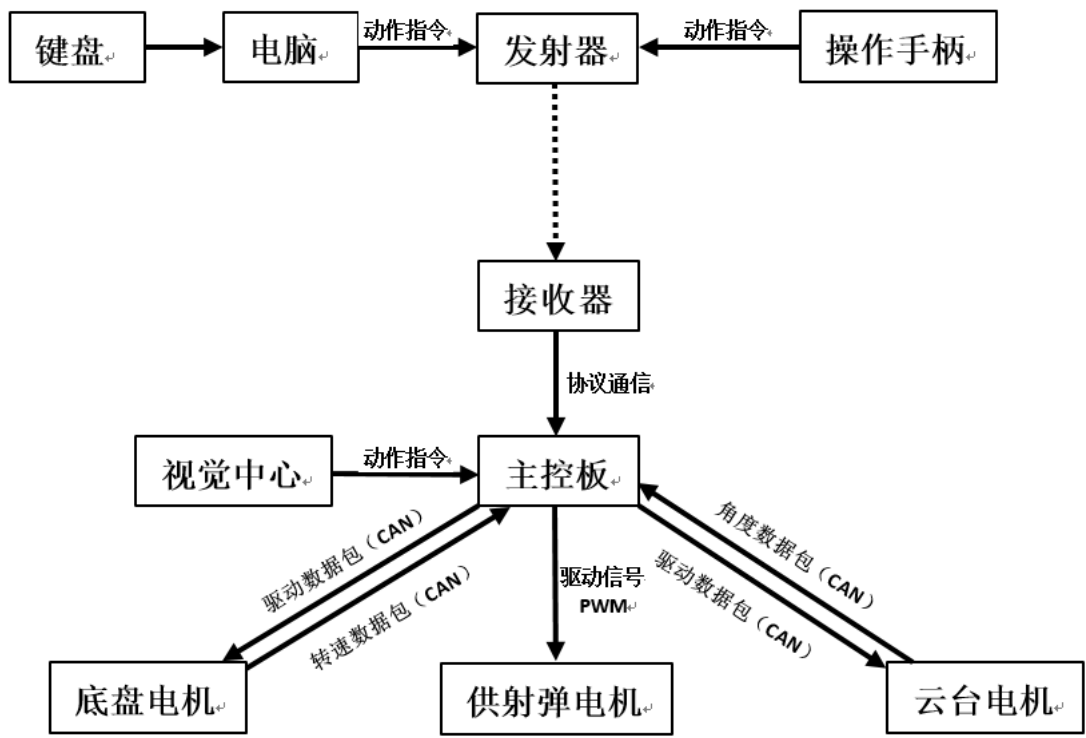 键盘
电脑
动作指令
发射器
动作指令
操作手柄
接收器
协议通信
视觉中心
动作指令
主控板
驱动数据包（CAN）
转速数据包（CAN）
驱动信号
PWM
角度数据包（CAN）
驱动数据包（CAN）
底盘电机
供射弹电机
云台电机